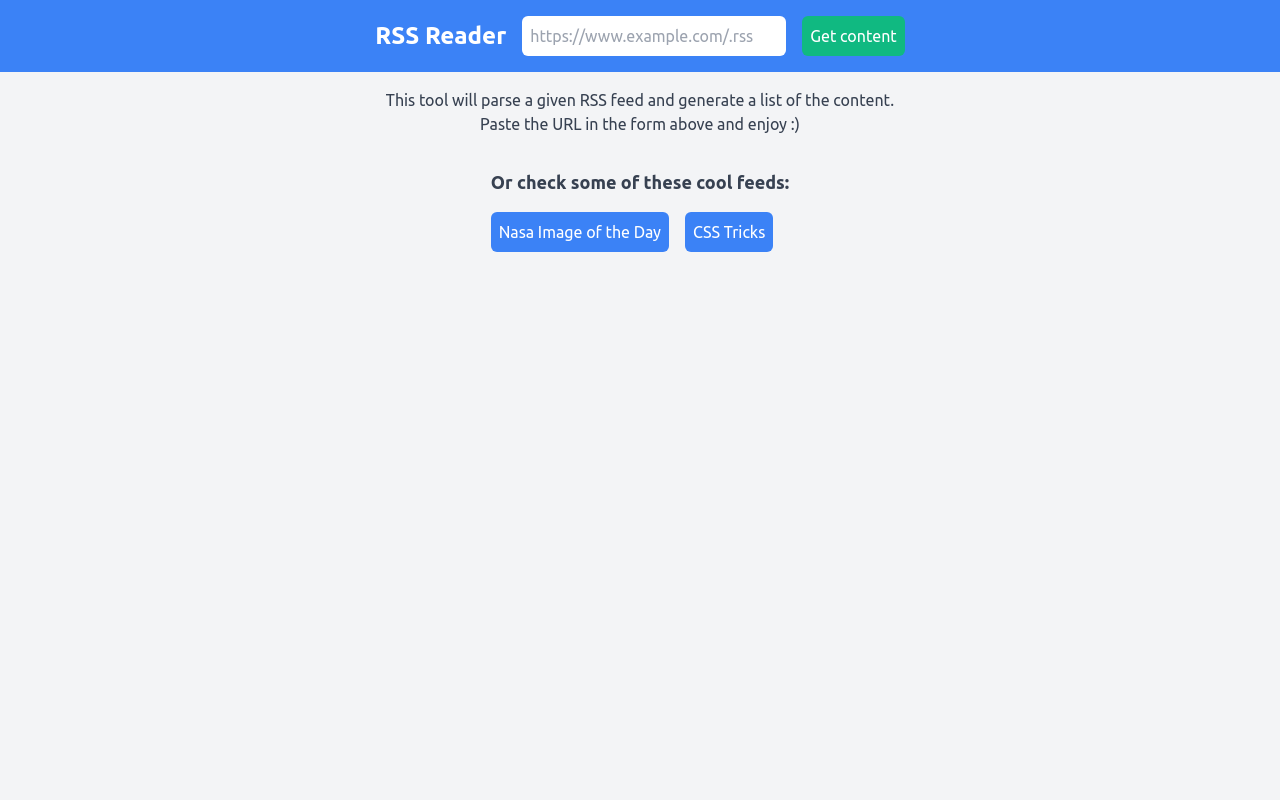 RSS Reader https://www.example.com/.rss Get content
This tool will parse a given RSS feed and generate a list of the content.
Paste the URL in the form above and enjoy :)
Or check some of these cool feeds:
Nasa Image of the Day CSS Tricks